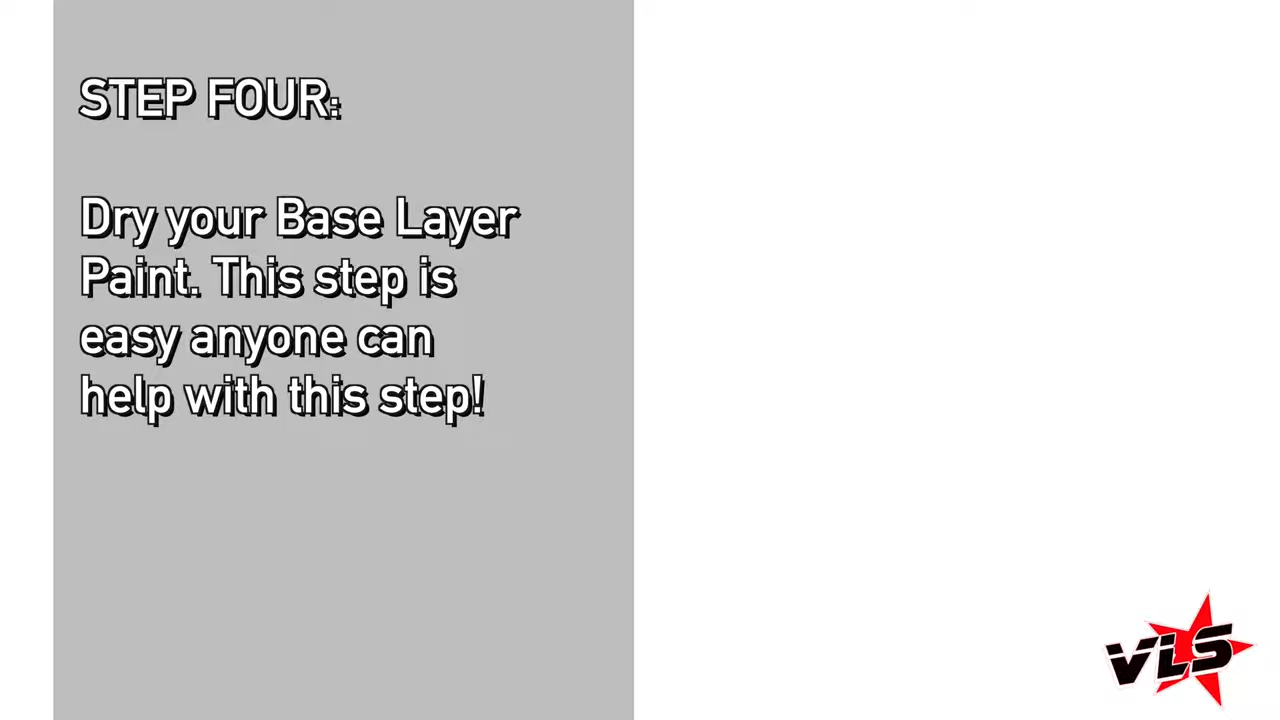 STEP FOUR:
Dry your Base Layer
Paint. This step is
easy anyone can
help with this step!
VLS